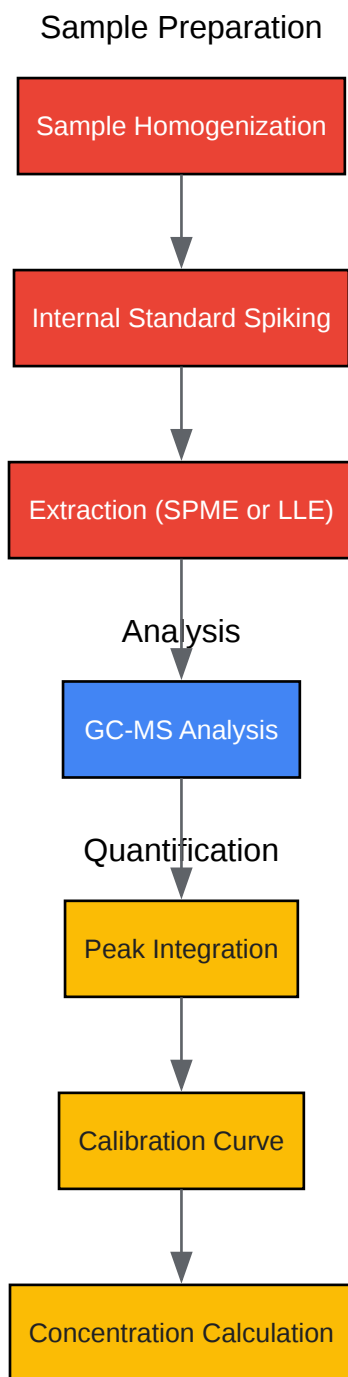 Sample Preparation
Sample Homogenization
Internal Standard Spiking
Extraction (SPME or LLE)
Analysis
GC-MS Analysis
Quantification
Peak Integration
Calibration Curve
Concentration Calculation